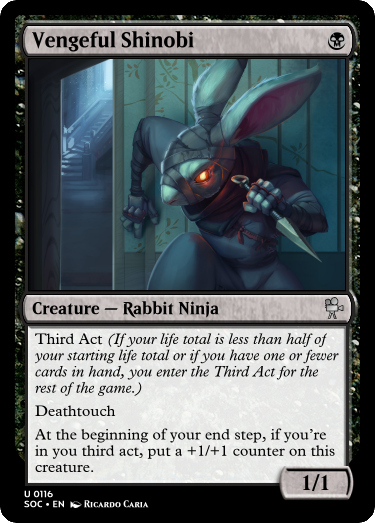 Vengeful Shinobi
Creature — Rabbit Ninja
Third Act (If your life total is less than half of
your starting life total or if you have one or fewer
cards in hand, you enter the Third Act for the
rest of the game.)
Deathtouch
At the beginning of your end step, if you're
in you third act, put a +1/+1 counter on this
creature.
1/1
U 0116
SOC • EN Ricardo Caria